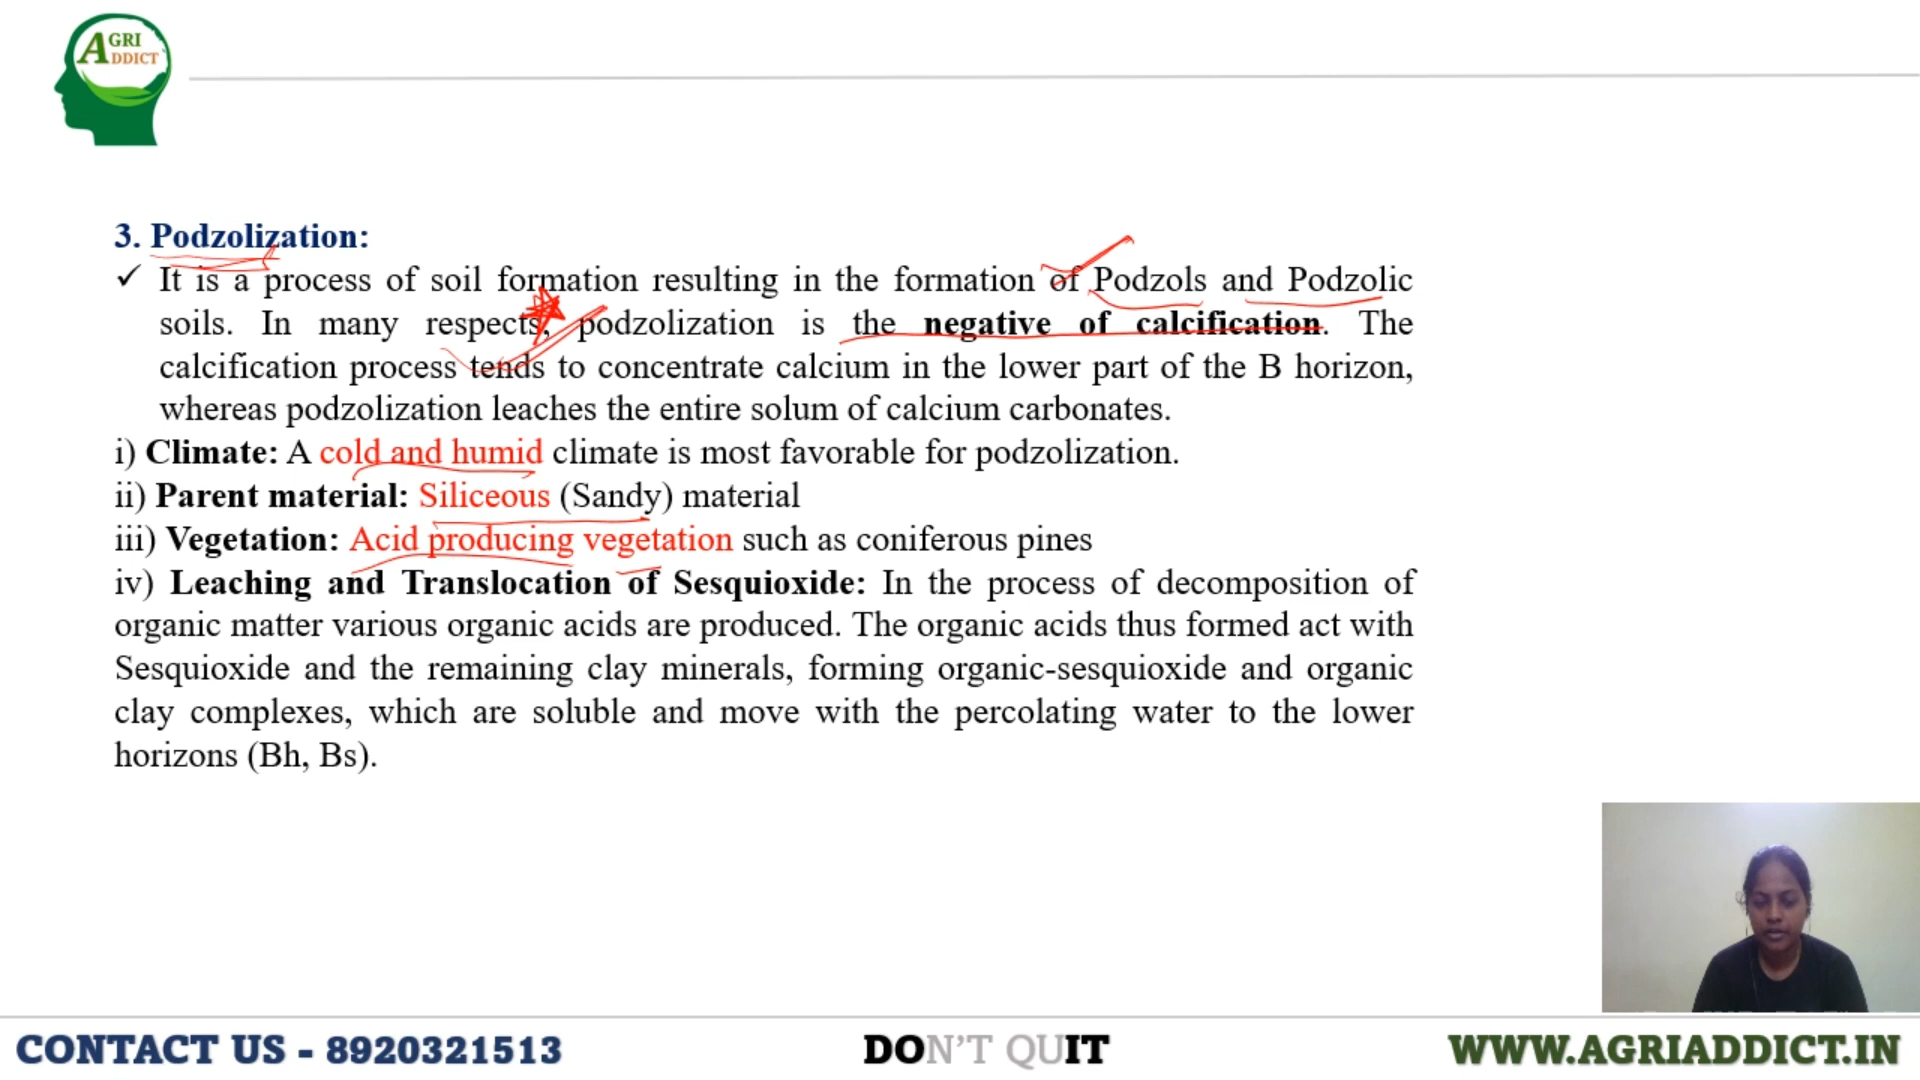 AGRI
ADDICT
3. Podzolization:
✓ It is a process of soil formation resulting in the formation of Podzols and Podzolic
soils. In many respects, podzolization is the negative of calcification. The
calcification process tends to concentrate calcium in the lower part of the B horizon,
whereas podzolization leaches the entire solum of calcium carbonates.
i) Climate: A cold and humid climate is most favorable for podzolization.
ii) Parent material: Siliceous (Sandy) material
iii) Vegetation: Acid producing vegetation such as coniferous pines
iv) Leaching and Translocation of Sesquioxide: In the process of decomposition of
organic matter various organic acids are produced. The organic acids thus formed act with
Sesquioxide and the remaining clay minerals, forming organic-sesquioxide and organic
clay complexes, which are soluble and move with the percolating water to the lower
horizons (Bh, Bs).
CONTACT US - 8920321513
DON'T QUIT
WWW.AGRIADDICT.IN